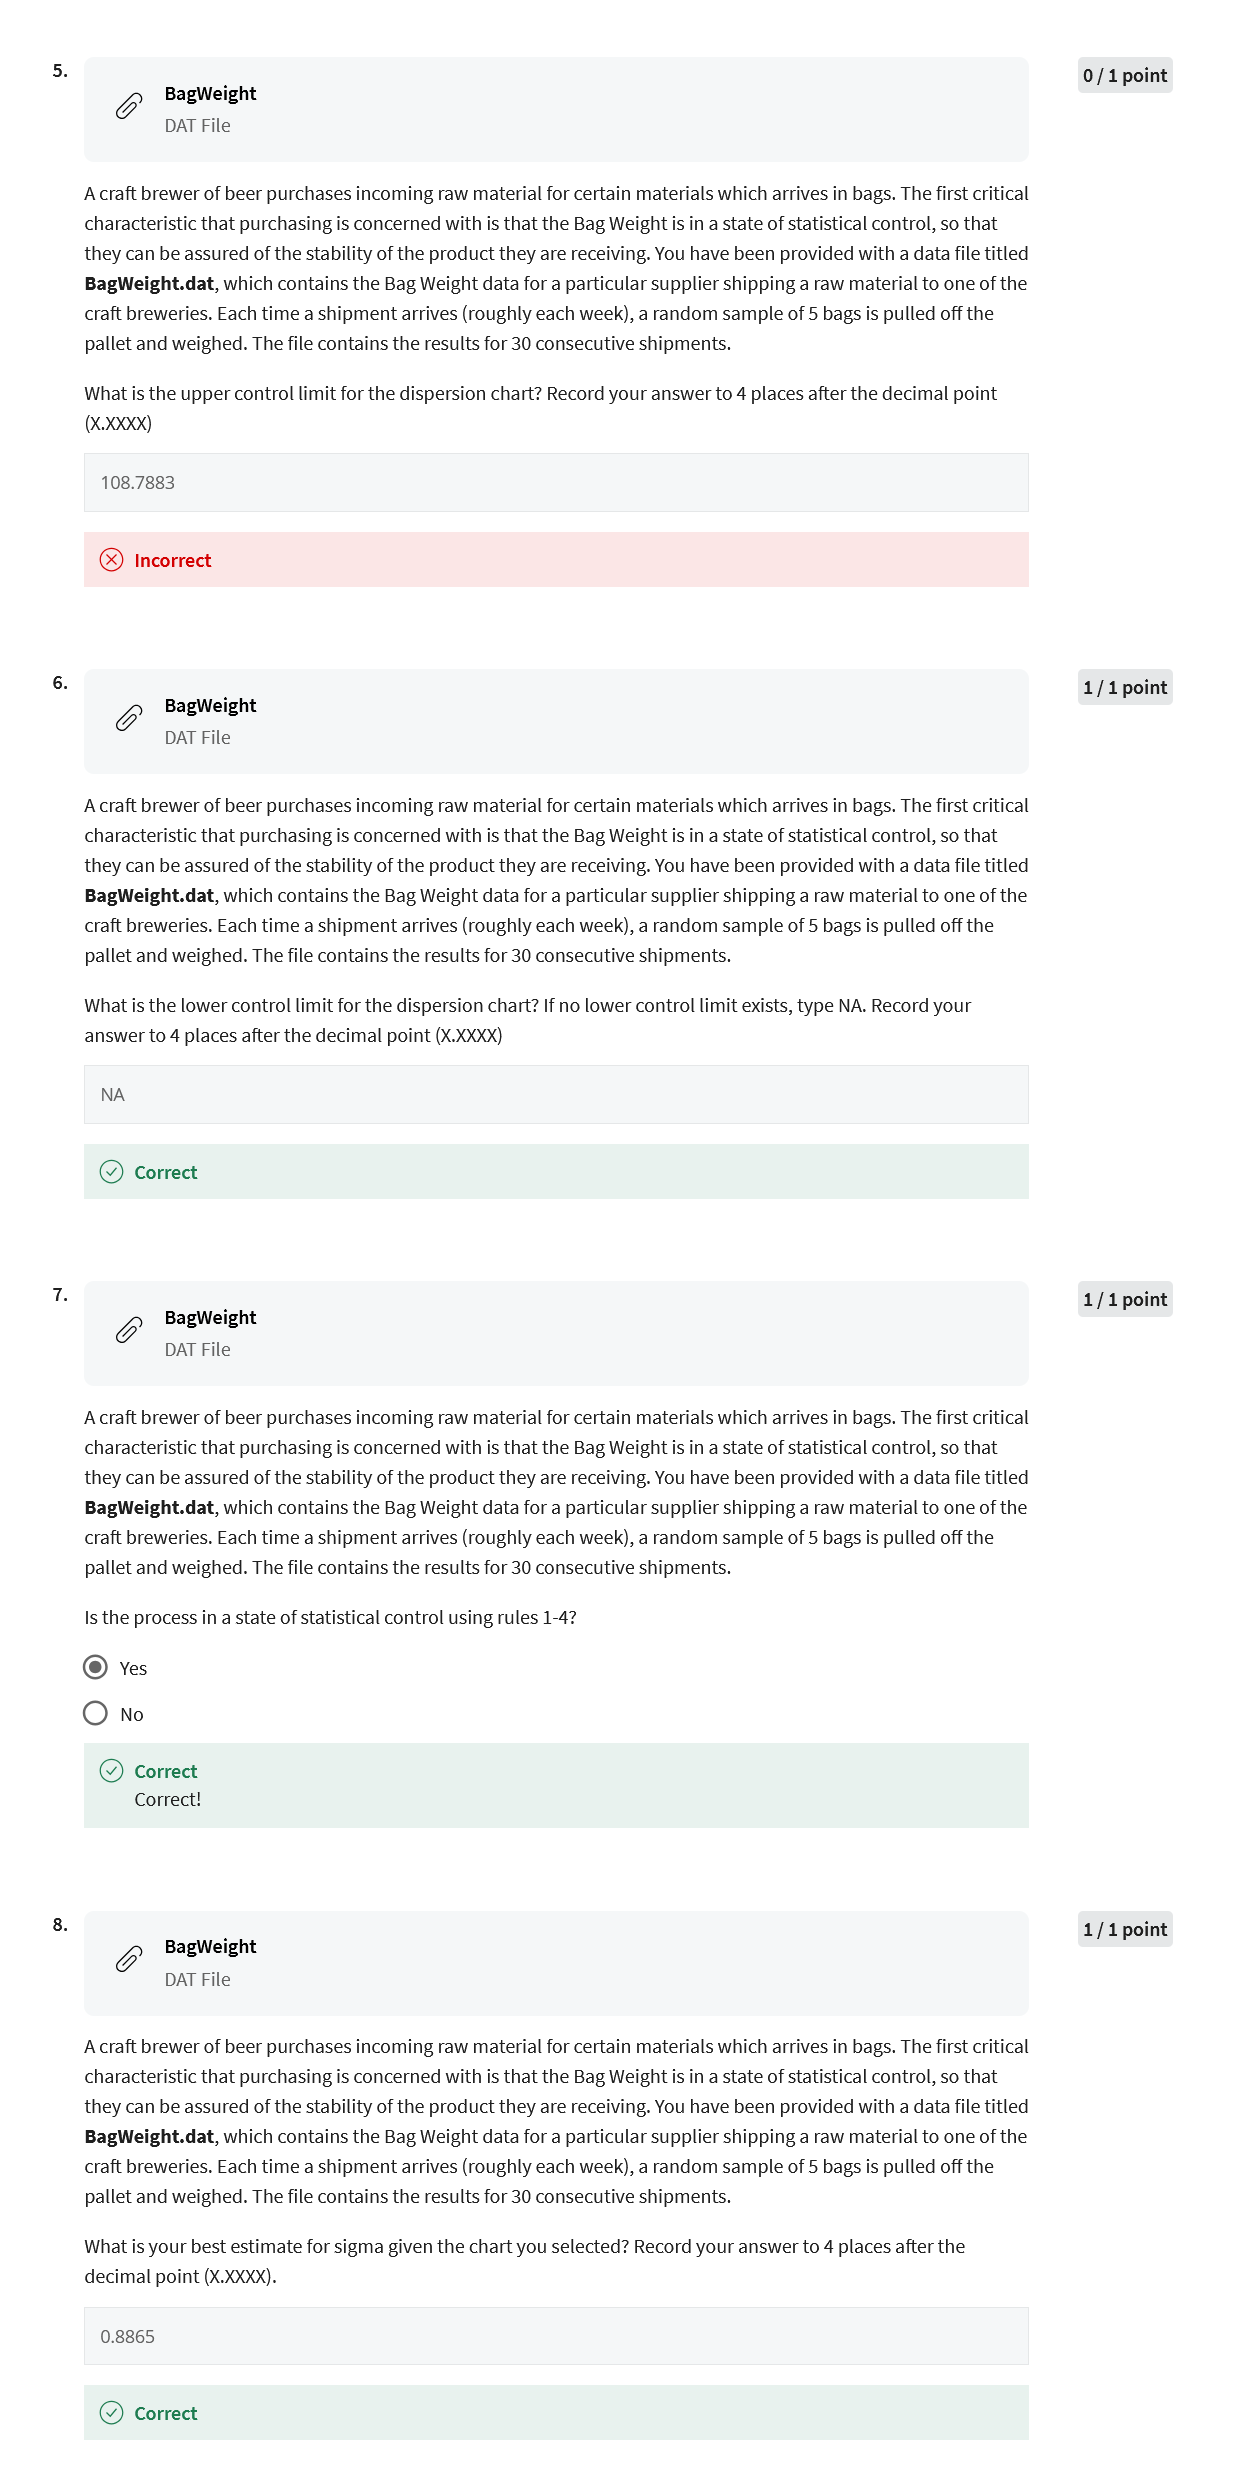 5.
0 / 1 point
BagWeight
DAT File
A craft brewer of beer purchases incoming raw material for certain materials which arrives in bags. The first critical
characteristic that purchasing is concerned with is that the Bag Weight is in a state of statistical control, so that
they can be assured of the stability of the product they are receiving. You have been provided with a data file titled
BagWeight.dat, which contains the Bag Weight data for a particular supplier shipping a raw material to one of the
craft breweries. Each time a shipment arrives (roughly each week), a random sample of 5 bags is pulled off the
pallet and weighed. The file contains the results for 30 consecutive shipments.
What is the upper control limit for the dispersion chart? Record your answer to 4 places after the decimal point
(X.XXXX)
108.7883
Incorrect
6.
1 / 1 point
BagWeight
DAT File
A craft brewer of beer purchases incoming raw material for certain materials which arrives in bags. The first critical
characteristic that purchasing is concerned with is that the Bag Weight is in a state of statistical control, so that
they can be assured of the stability of the product they are receiving. You have been provided with a data file titled
BagWeight.dat, which contains the Bag Weight data for a particular supplier shipping a raw material to one of the
craft breweries. Each time a shipment arrives (roughly each week), a random sample of 5 bags is pulled off the
pallet and weighed. The file contains the results for 30 consecutive shipments.
What is the lower control limit for the dispersion chart? If no lower control limit exists, type NA. Record your
answer to 4 places after the decimal point (X.XXXX)
NA
Correct
7.
1 / 1 point
BagWeight
DAT File
A craft brewer of beer purchases incoming raw material for certain materials which arrives in bags. The first critical
characteristic that purchasing is concerned with is that the Bag Weight is in a state of statistical control, so that
they can be assured of the stability of the product they are receiving. You have been provided with a data file titled
BagWeight.dat, which contains the Bag Weight data for a particular supplier shipping a raw material to one of the
craft breweries. Each time a shipment arrives (roughly each week), a random sample of 5 bags is pulled off the
pallet and weighed. The file contains the results for 30 consecutive shipments.
Is the process in a state of statistical control using rules 1-4?
Yes
No
Correct
Correct!
8.
1 / 1 point
BagWeight
DAT File
A craft brewer of beer purchases incoming raw material for certain materials which arrives in bags. The first critical
characteristic that purchasing is concerned with is that the Bag Weight is in a state of statistical control, so that
they can be assured of the stability of the product they are receiving. You have been provided with a data file titled
BagWeight.dat, which contains the Bag Weight data for a particular supplier shipping a raw material to one of the
craft breweries. Each time a shipment arrives (roughly each week), a random sample of 5 bags is pulled off the
pallet and weighed. The file contains the results for 30 consecutive shipments.
What is your best estimate for sigma given the chart you selected? Record your answer to 4 places after the
decimal point (X.XXXX).
0.8865
Correct